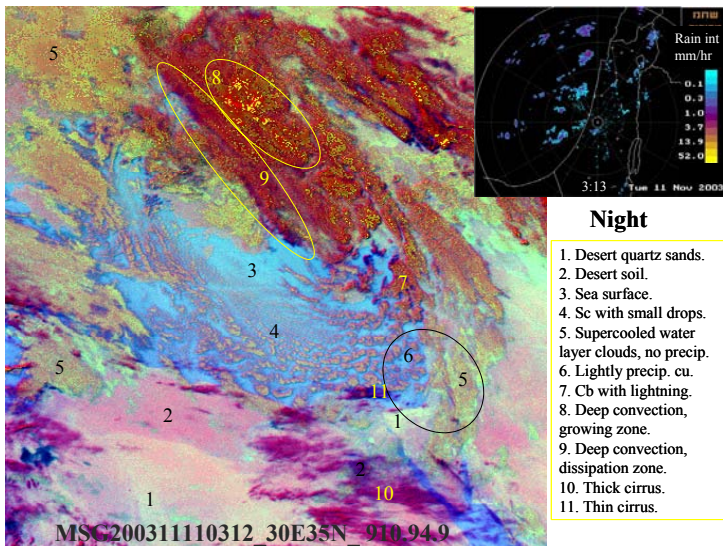 5
8
9
3
7
4
6
5
5
11
2
1
2
10
1
MSG200311110312_30E35N_910.94.9
שחמ
Rain int
mm/hr
0.1
0.3
1.0
3.7
13.9
52.0
3:13
Tue 11 Nov 2003
Night
1. Desert quartz sands.
2. Desert soil.
3. Sea surface.
4. Sc with small drops.
5. Supercooled water
layer clouds, no precip.
6. Lightly precip. cu.
7. Cb with lightning.
8. Deep convection,
growing zone.
9. Deep convection,
dissipation zone.
10. Thick cirrus.
11. Thin cirrus.